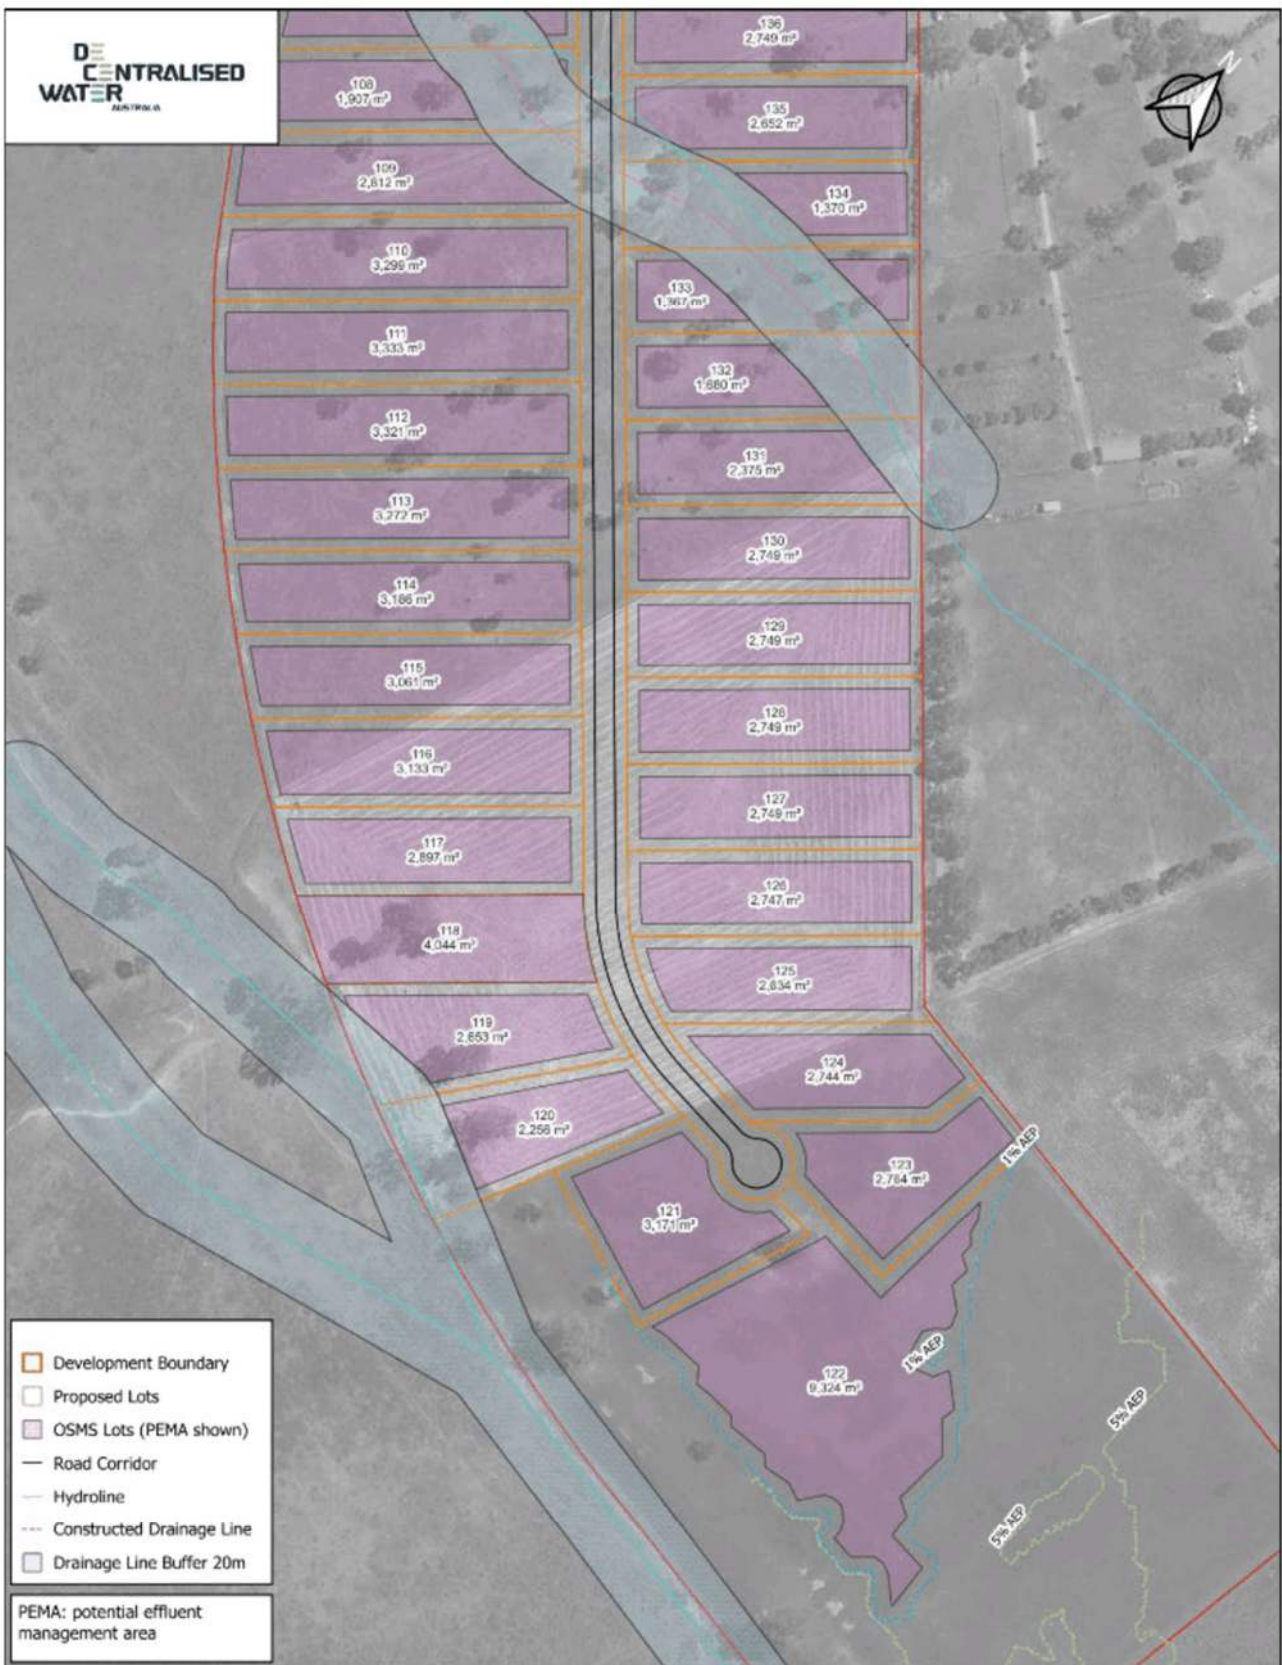 DECENTRALISED
WATER
AUSTRALIA
N
136
2,749 m²
108
1,907 m²
135
2,652 m²
109
2,812 m²
134
1,370 m²
110
3,299 m²
133
1,367 m²
111
3,333 m²
132
1,680 m²
112
3,321 m²
131
2,375 m²
113
3,272 m²
130
2,749 m²
114
3,186 m²
129
2,749 m²
115
3,061 m²
128
2,749 m²
116
3,133 m²
127
2,749 m²
117
2,897 m²
126
2,747 m²
118
4,044 m²
125
2,834 m²
119
2,653 m²
124
2,744 m²
120
2,256 m²
123
2,784 m²
1% AEP
121
3,171 m²
122
9,324 m²
1% AEP
5% AEP
5% AEP
Development Boundary
Proposed Lots
OSMS Lots (PEMA shown)
Road Corridor
Hydroline
Constructed Drainage Line
Drainage Line Buffer 20m
PEMA: potential effluent
management area